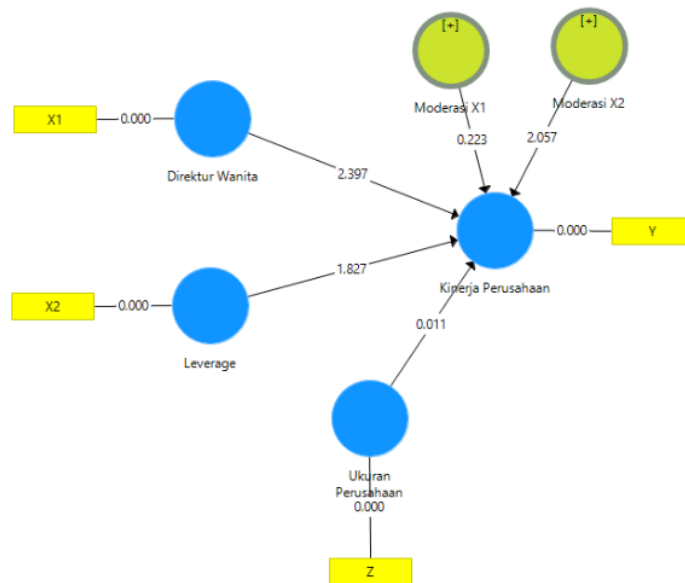 [+]
[+]
Moderasi X1
Moderasi X2
X1
0.000
Direktur Wanita
0.223
2.057
2.397
Kinerja Perusahaan
0.000
Y
X2
0.000
Leverage
1.827
0.011
Ukuran
Perusahaan
0.000
Z